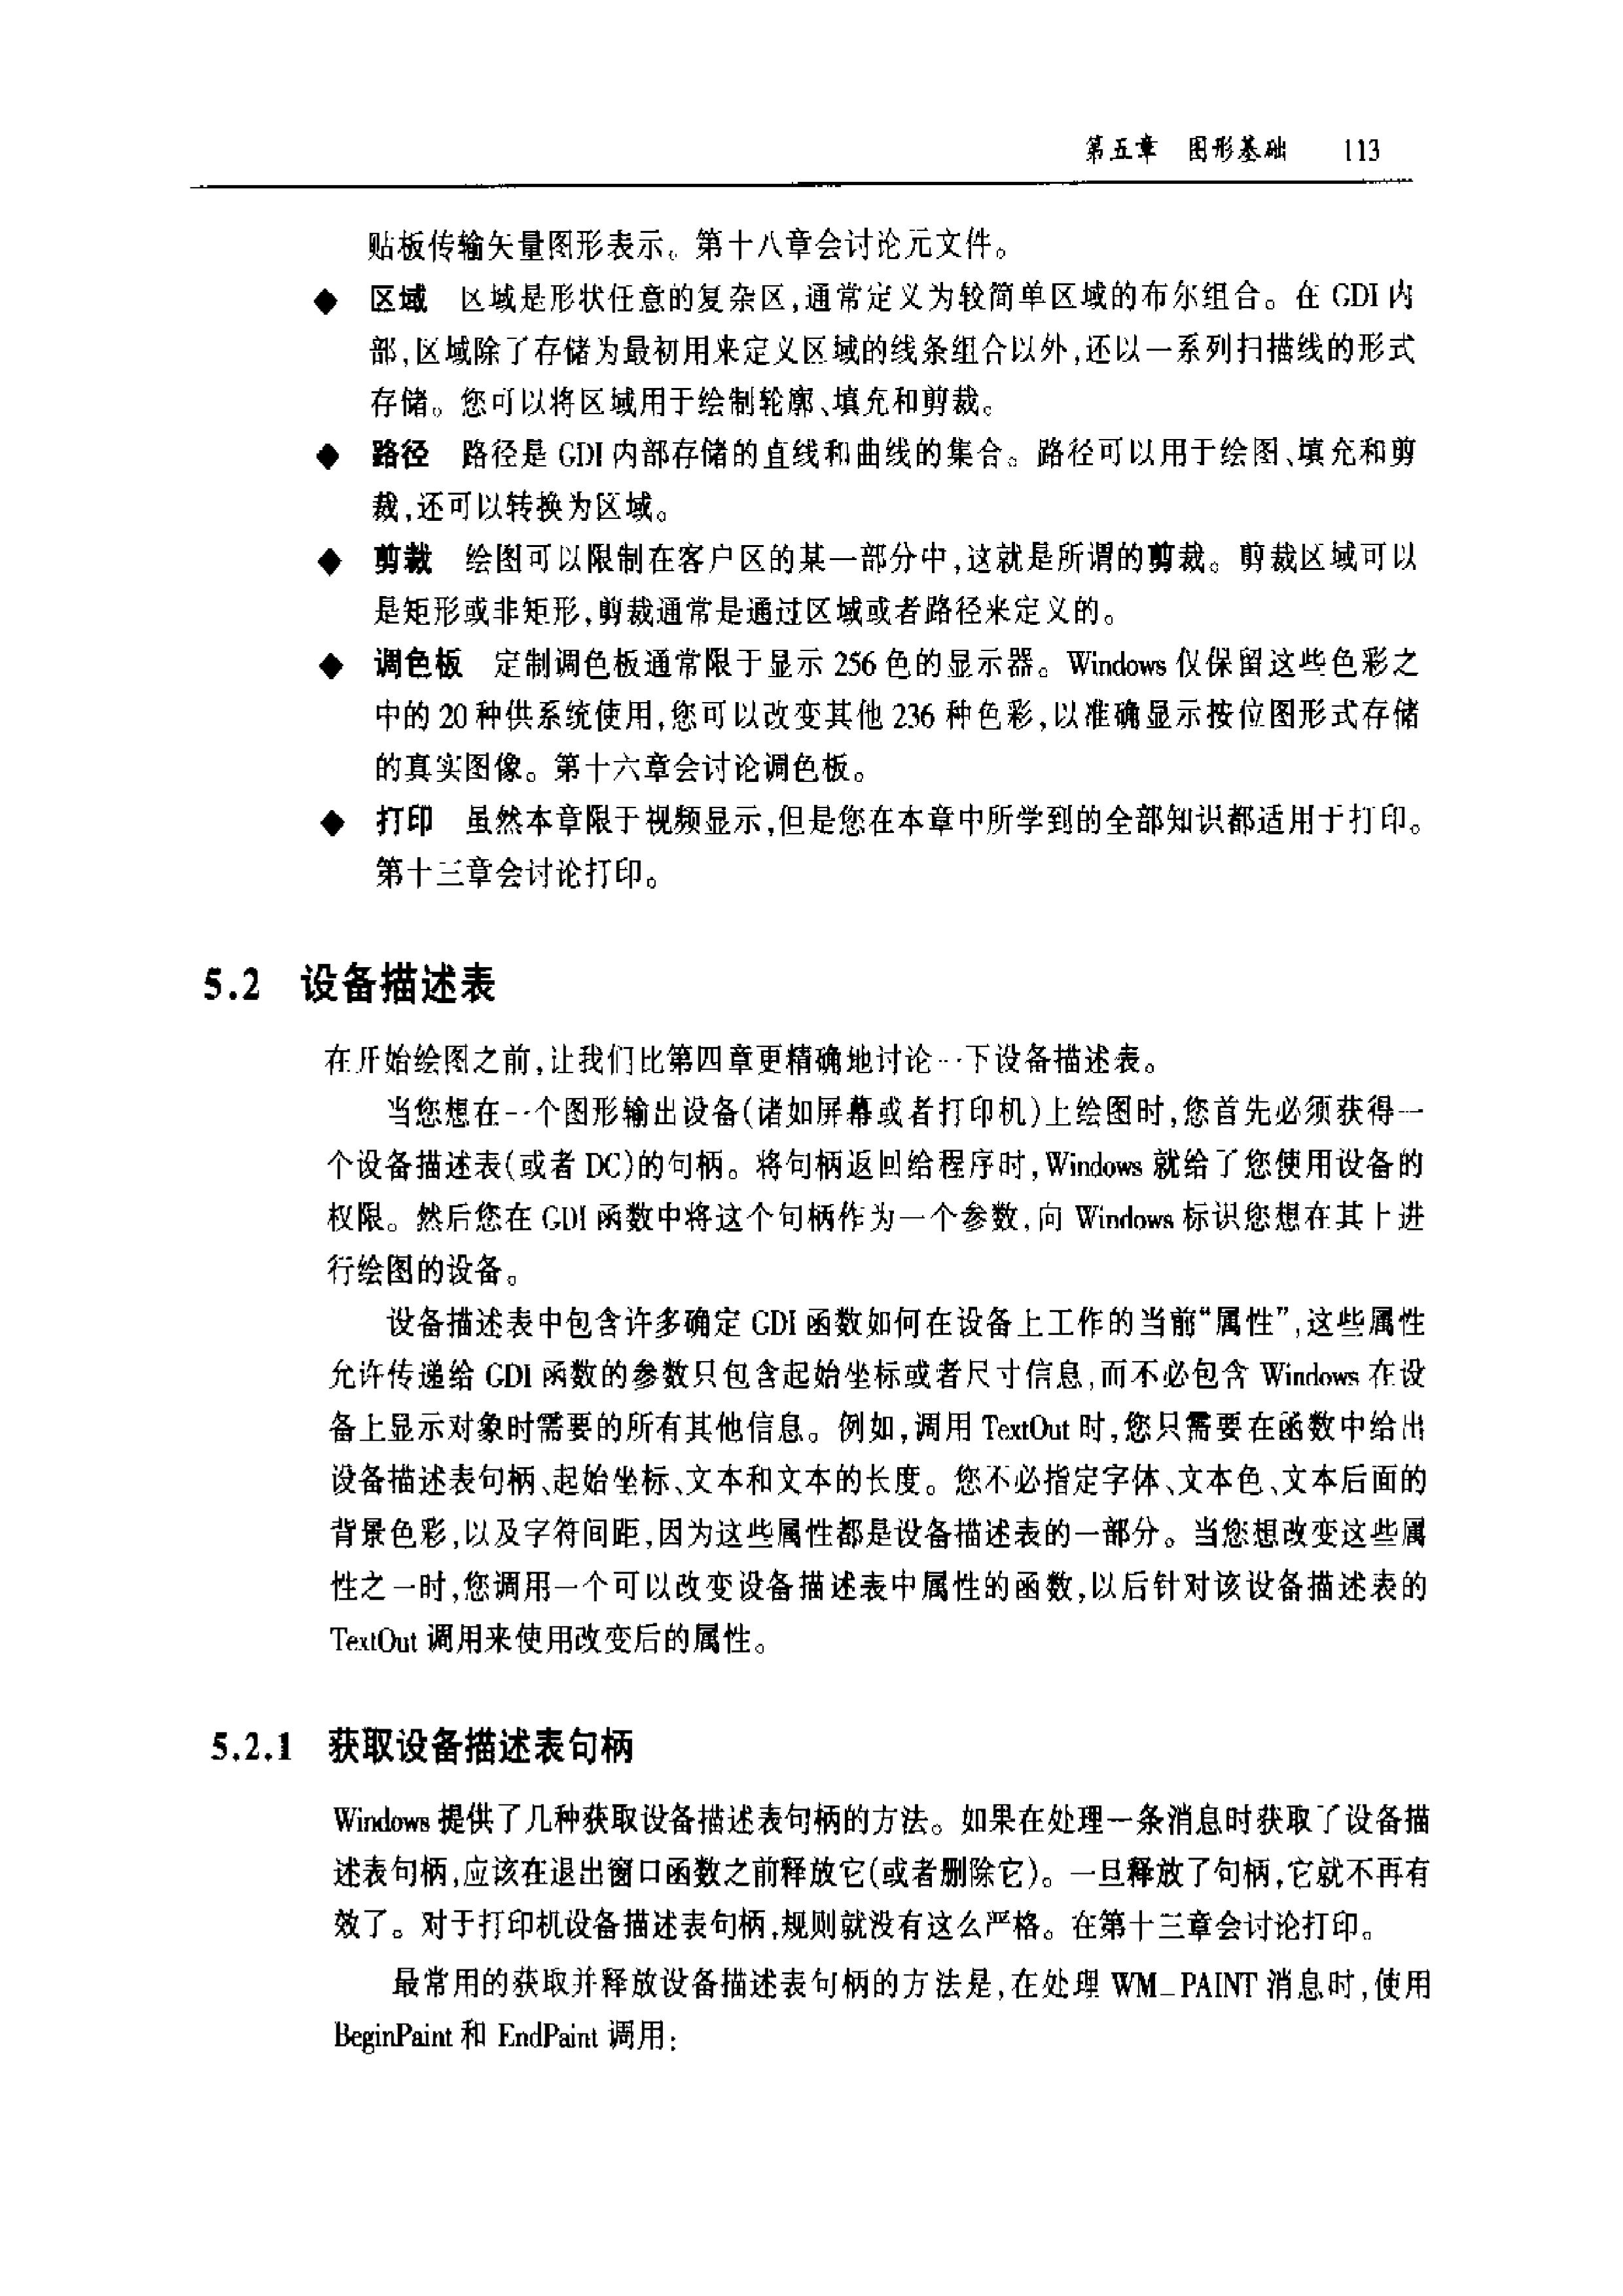 第五章 图形基础 113
贴板传输矢量图形表示。第十八章会讨论元文件。
◆ 区域 区域是形状任意的复杂区,通常定义为较简单区域的布尔组合。在 GDI 内
部,区域除了存储为最初用来定义区域的线条组合以外,还以一系列扫描线的形式
存储。您可以将区域用于绘制轮廓、填充和剪裁。
◆ 路径 路径是 GDI 内部存储的直线和曲线的集合。路径可以用于绘图、填充和剪
裁,还可以转换为区域。
◆ 剪裁 绘图可以限制在客户区的某一部分中,这就是所谓的剪裁。剪裁区域可以
是矩形或非矩形,剪裁通常是通过区域或者路径来定义的。
◆ 调色板 定制调色板通常限于显示 256 色的显示器。Windows 仅保留这些色彩之
中的 20 种供系统使用,您可以改变其他 236 种色彩,以准确显示按位图形式存储
的真实图像。第十六章会讨论调色板。
◆ 打印 虽然本章限于视频显示,但是您在本章中所学到的全部知识都适用于打印。
第十三章会讨论打印。
5.2 设备描述表
在开始绘图之前,让我们比第四章更精确地讨论一下设备描述表。
当您想在一个图形输出设备(诸如屏幕或者打印机)上绘图时,您首先必须获得一
个设备描述表(或者 DC)的句柄。将句柄返回给程序时,Windows 就给了您使用设备的
权限。然后您在 GDI 函数中将这个句柄作为一个参数,向 Windows 标识您想在其上进
行绘图的设备。
设备描述表中包含许多确定 GDI 函数如何在设备上工作的当前“属性”,这些属性
允许传递给 GDI 函数的参数只包含起始坐标或者尺寸信息,而不必包含 Windows 在设
备上显示对象时需要的所有其他信息。例如,调用 TextOut 时,您只需要在函数中给出
设备描述表句柄、起始坐标、文本和文本的长度。您不必指定字体、文本色、文本后面的
背景色彩,以及字符间距,因为这些属性都是设备描述表的一部分。当您想改变这些属
性之一时,您调用一个可以改变设备描述表中属性的函数,以后针对该设备描述表的
TextOut 调用来使用改变后的属性。
5.2.1 获取设备描述表句柄
Windows 提供了几种获取设备描述表句柄的方法。如果在处理一条消息时获取了设备描
述表句柄,应该在退出窗口函数之前释放它(或者删除它)。一旦释放了句柄,它就不再有
效了。对于打印机设备描述表句柄,规则就没有这么严格。在第十三章会讨论打印。
最常用的获取并释放设备描述表句柄的方法是,在处理 WM_PAINT 消息时,使用
BeginPaint 和 EndPaint 调用: